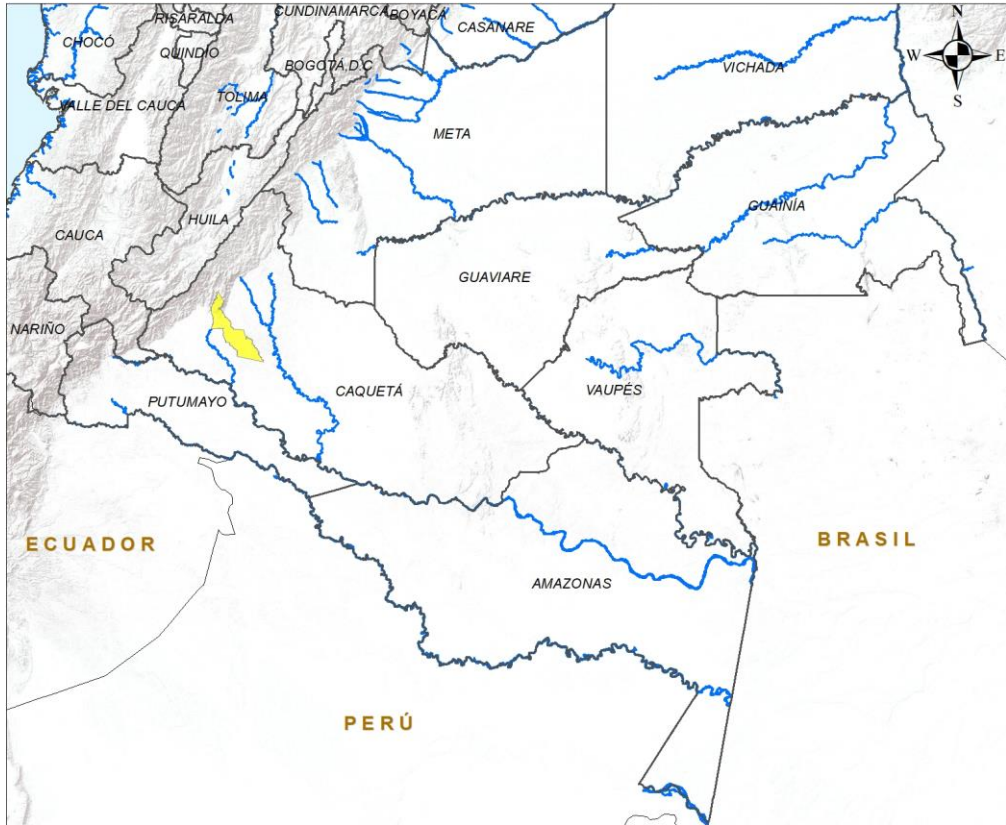 CUNDINAMARCA
BOYACÁ
RISARALDA
CASANARE
N
CHOCÓ
QUINDÍO
W
E
BOGOTÁ D.C
VICHADA
S
VALLE DEL CAUCA
TOLIMA
META
HUILA
GUAINÍA
CAUCA
GUAVIARE
NARIÑO
CAQUETÁ
VAUPÉS
PUTUMAYO
ECUADOR
BRASIL
AMAZONAS
PERÚ